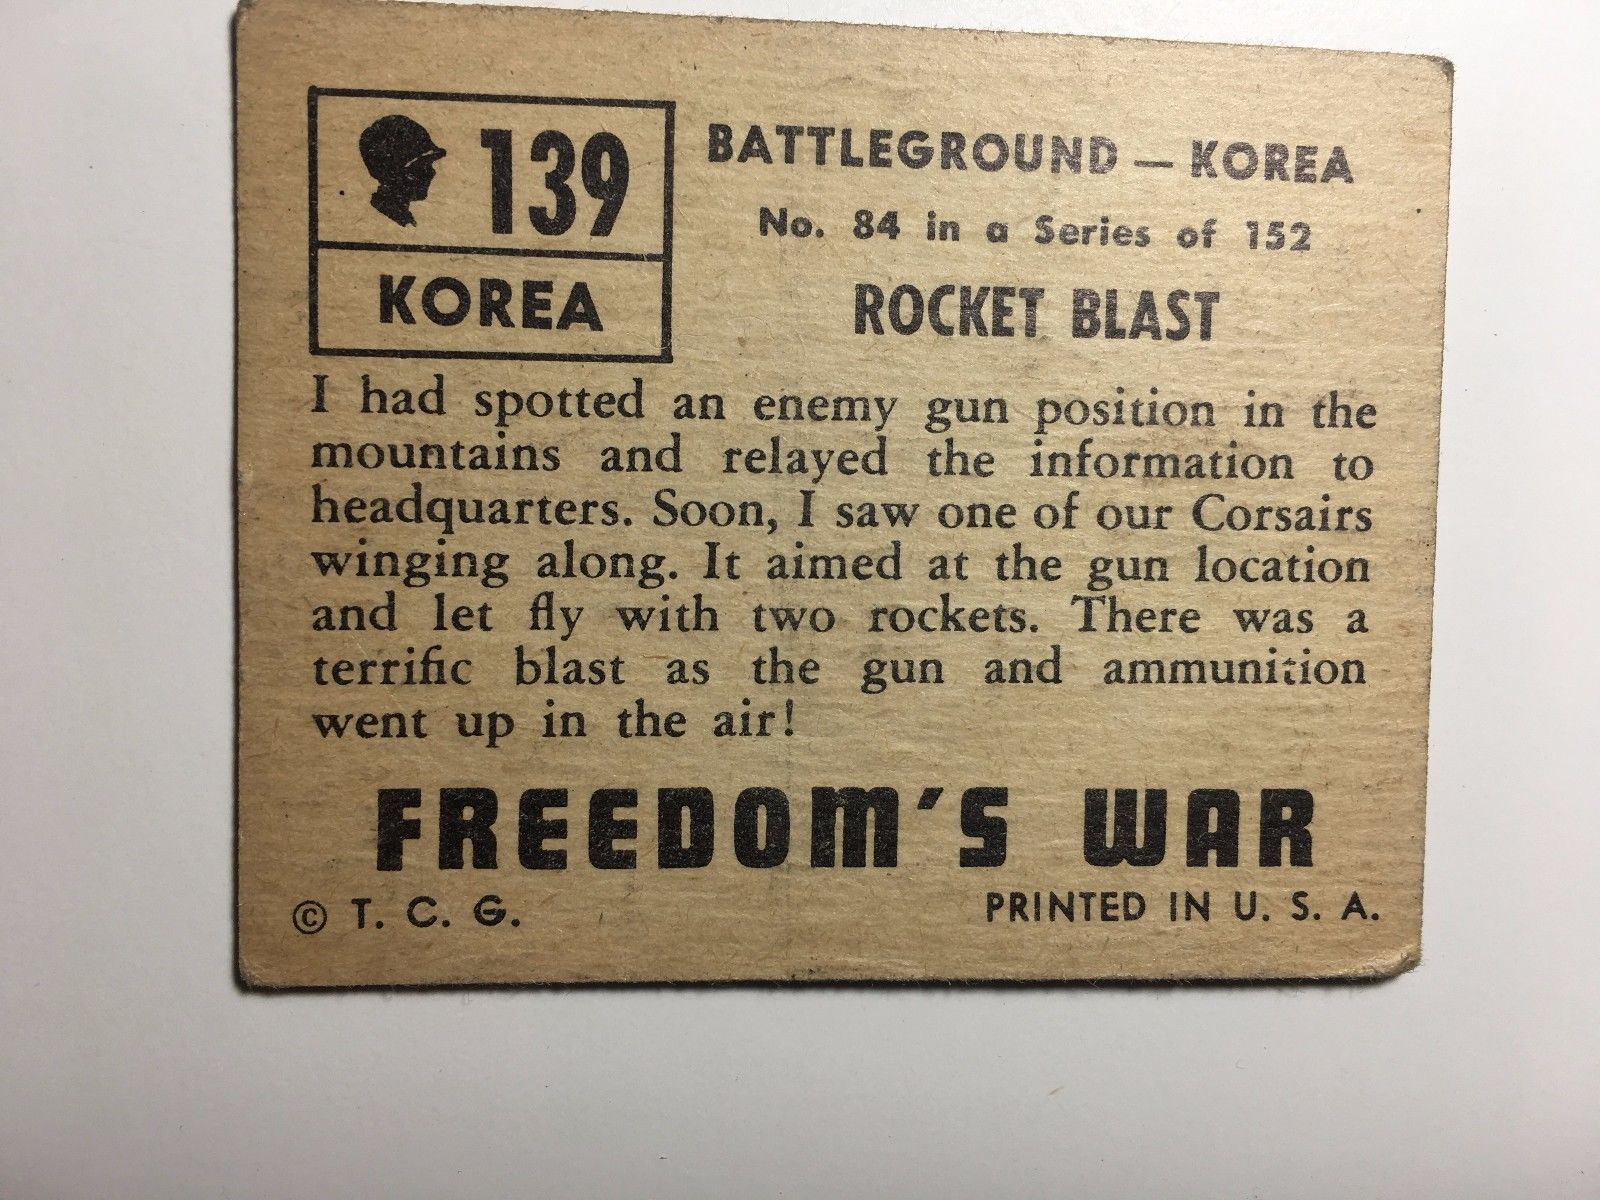 139
KOREA
BATTLEGROUND — KOREA
No. 84 in a Series of 152
ROCKET BLAST
I had spotted an enemy gun position in the
mountains and relayed the information to
headquarters. Soon, I saw one of our Corsairs
winging along. It aimed at the gun location
and let fly with two rockets. There was a
terrific blast as the gun and ammunition
went up in the air!
FREEDOM'S WAR
© T. C. G.
PRINTED IN U. S. A.